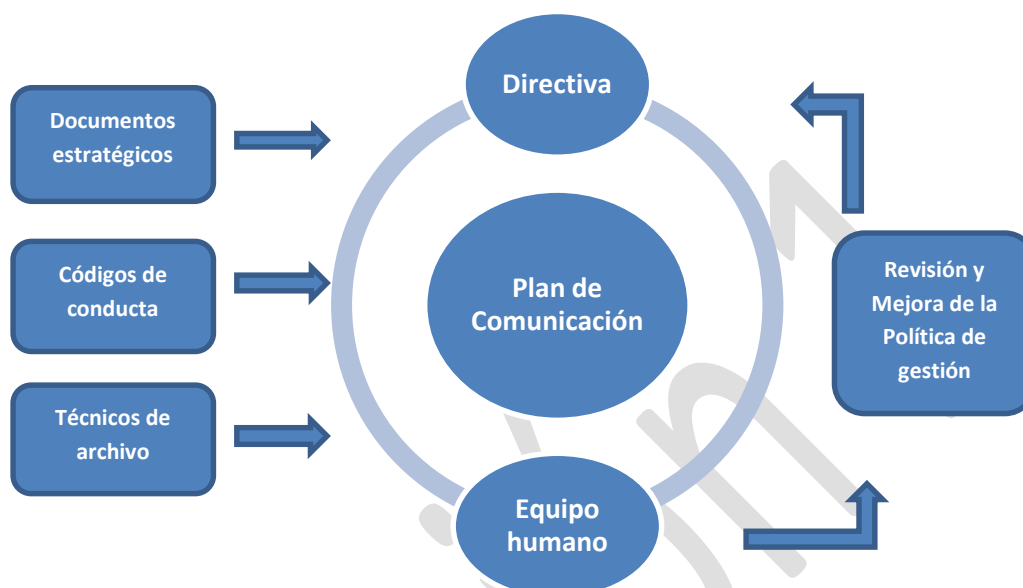 Directiva
Documentos
estratégicos
Códigos de
conducta
Plan de
Comunicación
Revisión y
Mejora de la
Política de
gestión
Técnicos de
archivo
Equipo
humano